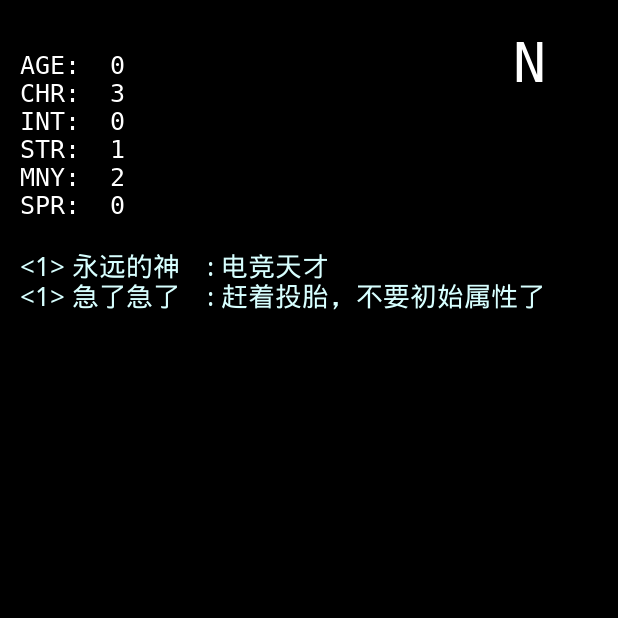 N
AGE: 0
CHR: 3
INT: 0
STR: 1
MNY: 2
SPR: 0
<1> 永远的神 :电竞天才
<1> 急了急了 :赶着投胎，不要初始属性了